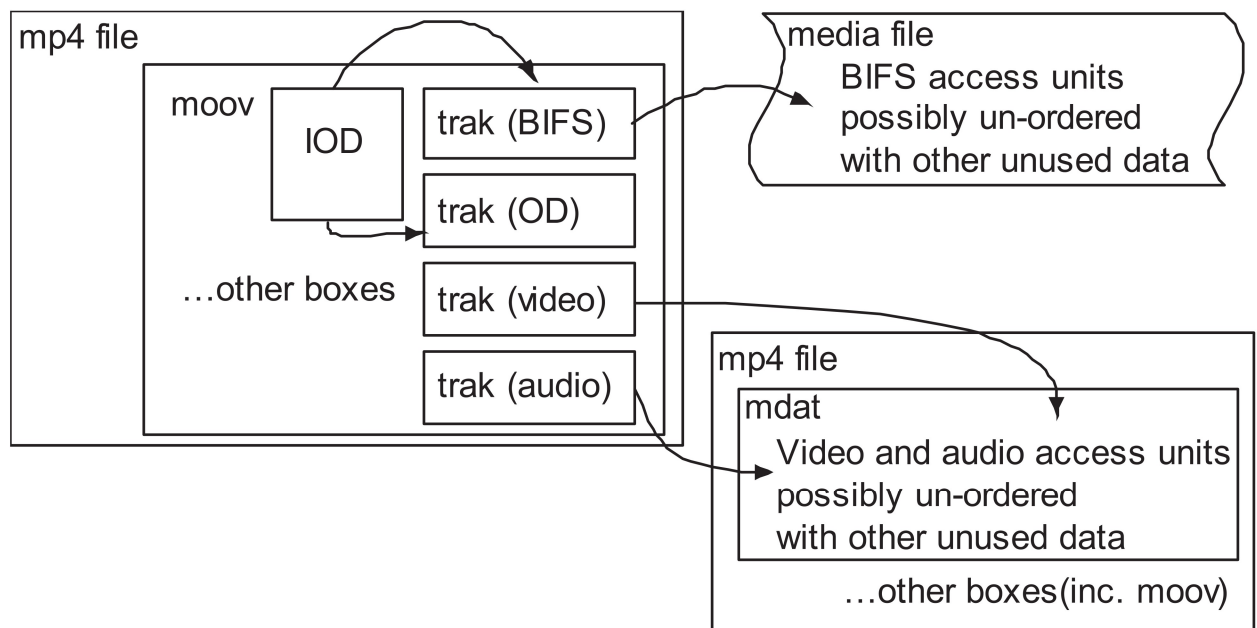 mp4 file
moov
IOD
trak (BIFS)
trak (OD)
…other boxes
trak (video)
trak (audio)
media file
BIFS access units
possibly un-ordered
with other unused data
mp4 file
mdat
Video and audio access units
possibly un-ordered
with other unused data
…other boxes(inc. moov)